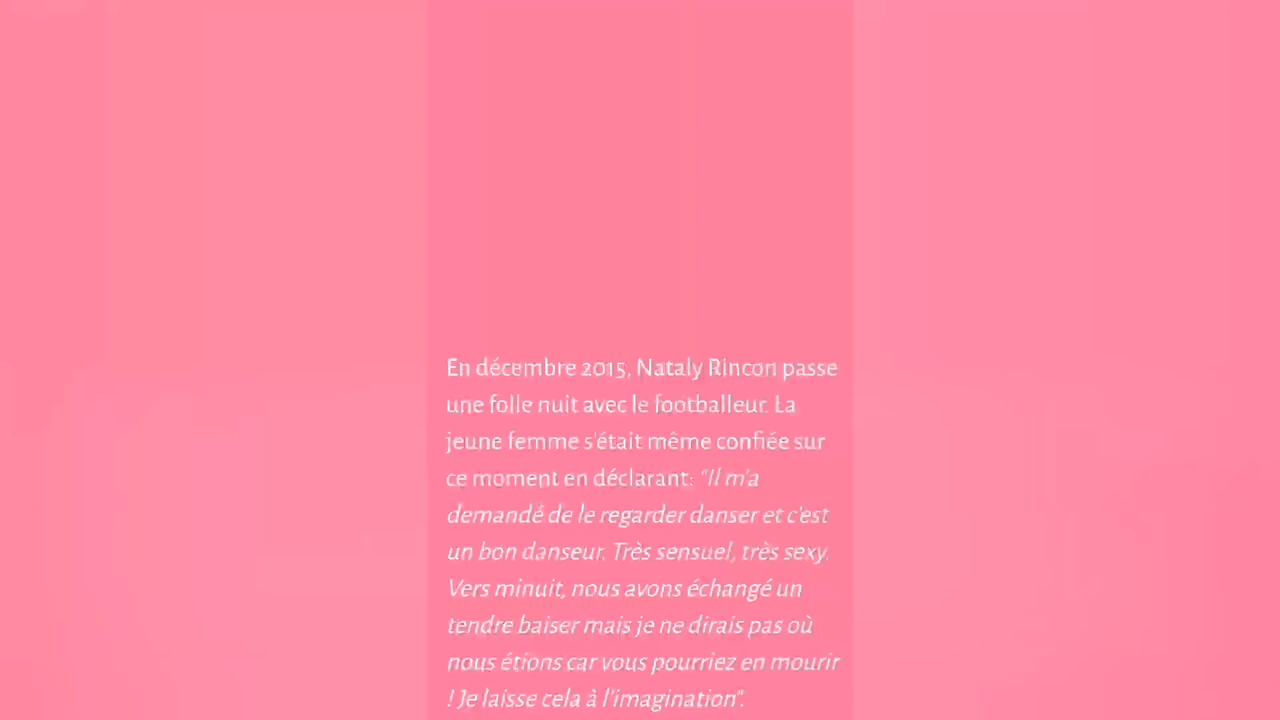 En décembre 2015, Nataly Rincon passe
une folle nuit avec le footballeur. La
jeune femme s'était même confiée sur
ce moment en déclarant: "Il m'a
demandé de le regarder danser et c'est
un bon danseur. Très sensuel, très sexy.
Vers minuit, nous avons échangé un
tendre baiser mais je ne dirais pas où
nous étions car vous pourriez en mourir
! Je laisse cela à l'imagination".